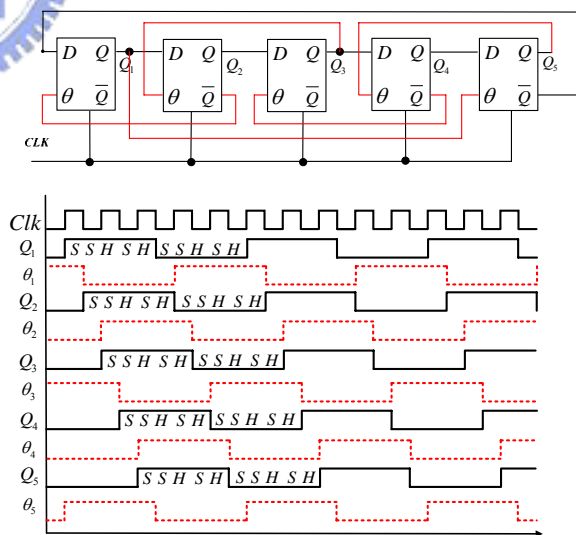 D Q Q₁ D Q Q₂ D Q Q₃ D Q Q₄ D Q Q₅
θ Q̅ θ Q̅ θ Q̅ θ Q̅ θ Q̅
CLK
Clk
Q₁ S S H S H S S H S H
θ₁
Q₂ S S H S H S S H S H
θ₂
Q₃ S S H S H S S H S H
θ₃
Q₄ S S H S H S S H S H
θ₄
Q₅ S S H S H S S H S H
θ₅